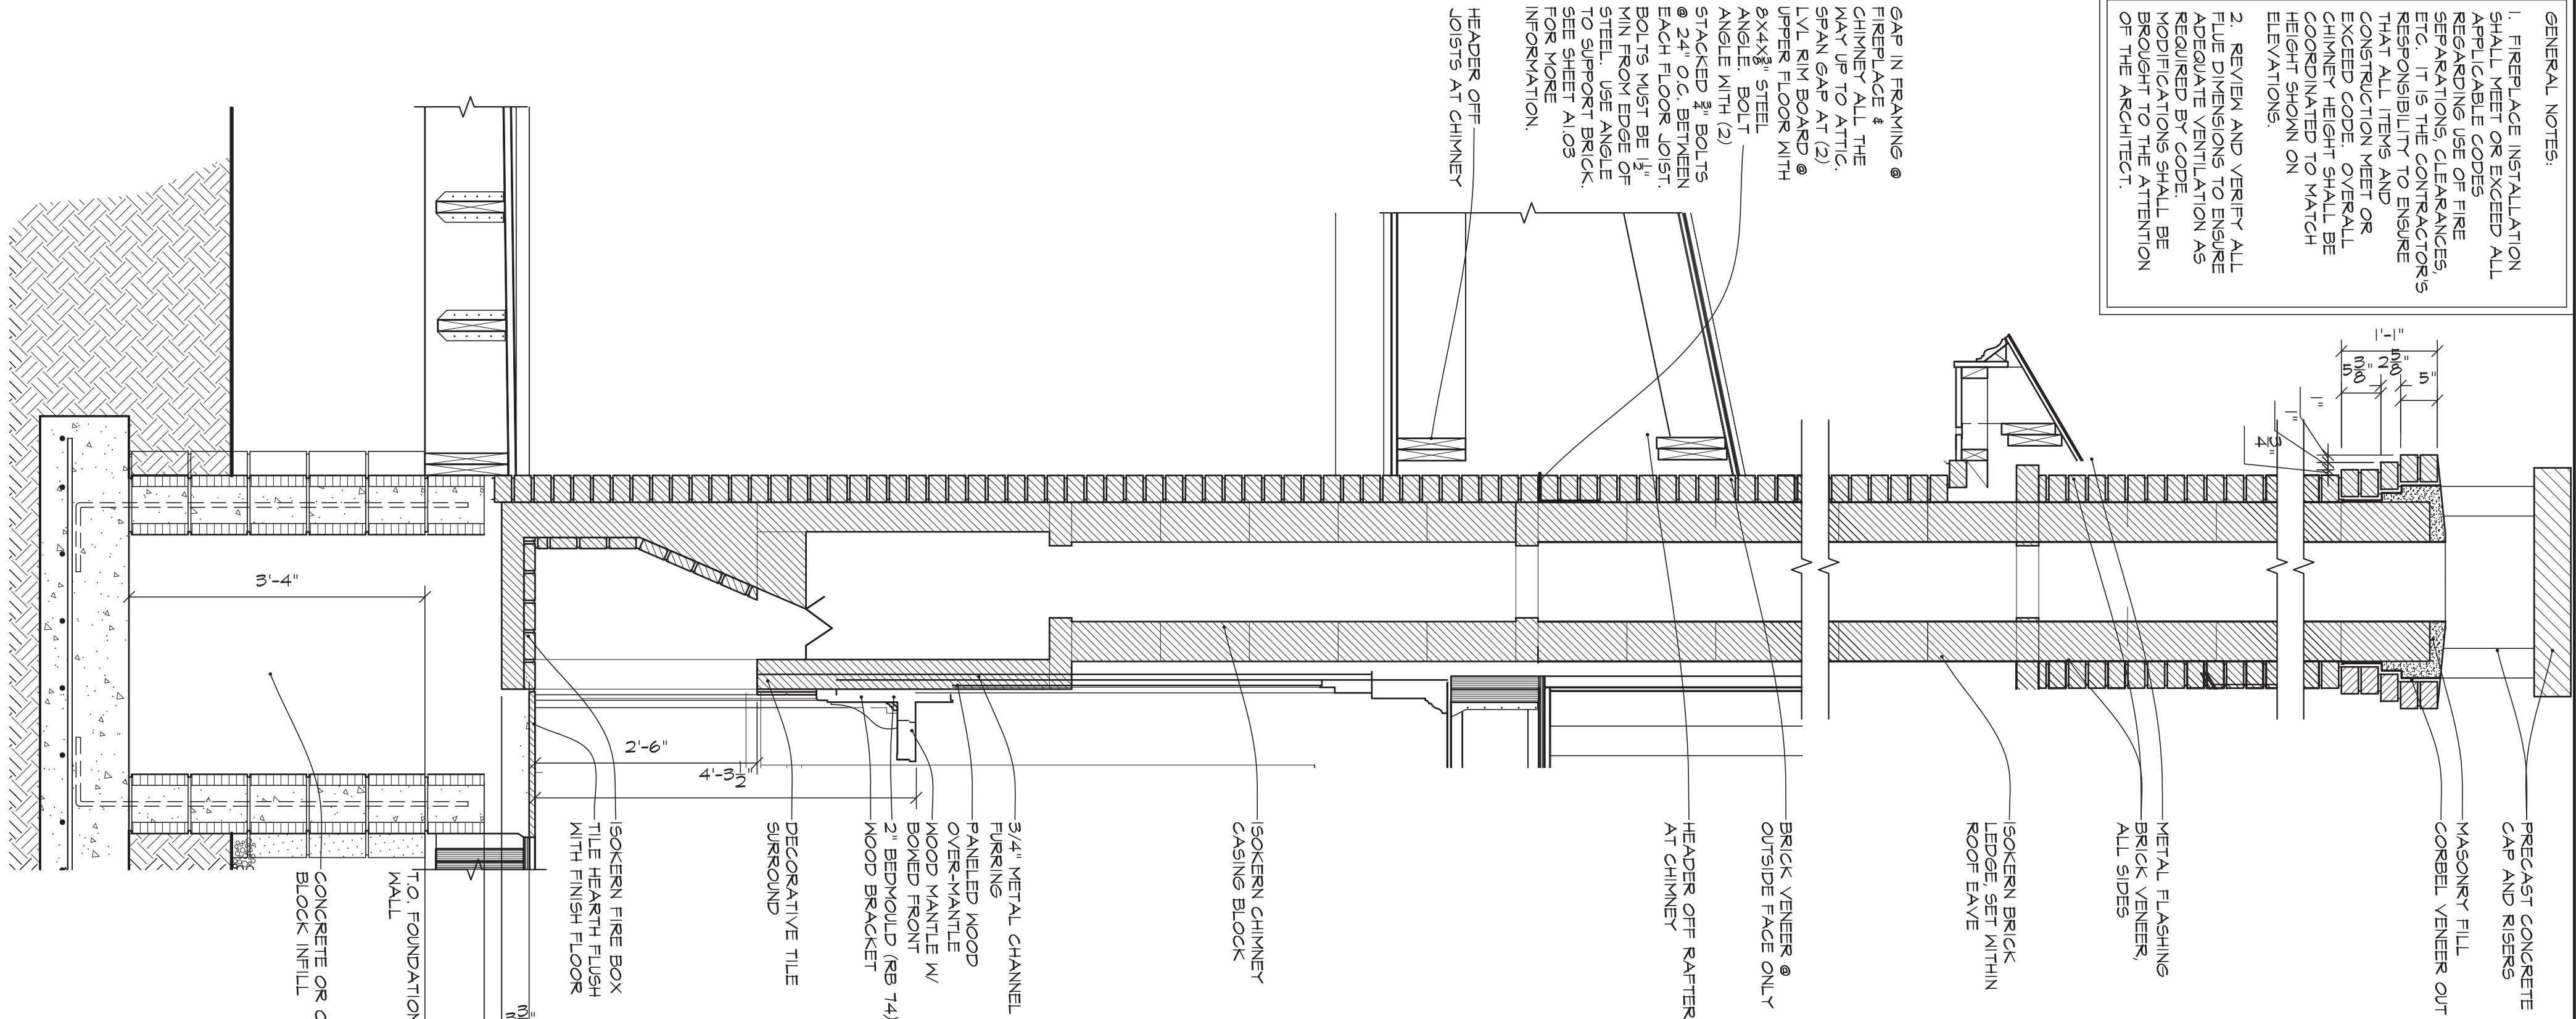 GENERAL NOTES:
1. FIREPLACE INSTALLATION
SHALL MEET OR EXCEED ALL
APPLICABLE CODES
REGARDING USE OF FIRE
SEPARATIONS, CLEARANCES,
ETC. IT IS THE CONTRACTOR'S
RESPONSIBILITY TO ENSURE
THAT ALL ITEMS AND
CONSTRUCTION MEET OR
EXCEED CODE. OVERALL
CHIMNEY HEIGHT SHALL BE
COORDINATED TO MATCH
HEIGHT SHOWN ON
ELEVATIONS.
2. REVIEW AND VERIFY ALL
FLUE DIMENSIONS TO ENSURE
ADEQUATE VENTILATION AS
REQUIRED BY CODE.
MODIFICATIONS SHALL BE
BROUGHT TO THE ATTENTION
OF THE ARCHITECT.
GAP IN FRAMING @
FIREPLACE &
CHIMNEY ALL THE
WAY UP TO ATTIC.
SPAN GAP AT (2)
LVL RIM BOARD @
UPPER FLOOR WITH
8X4X3/8" STEEL
ANGLE. BOLT
ANGLE WITH (2)
STACKED 3/4" BOLTS
@ 24" O.C. BETWEEN
EACH FLOOR JOIST.
BOLTS MUST BE 1 1/2"
MIN FROM EDGE OF
STEEL. USE ANGLE
TO SUPPORT BRICK.
SEE SHEET A1.03
FOR MORE
INFORMATION.
HEADER OFF
JOISTS AT CHIMNEY
1'-1"
5 3/8"
2 5/8"
5"
1"
1"
3/4"
3'-4"
2'-6"
4'-3 1/2"
PRECAST CONCRETE
CAP AND RISERS
MASONRY FILL
CORBEL VENEER OUT
METAL FLASHING
BRICK VENEER,
ALL SIDES
ISOKERN BRICK
LEDGE, SET WITHIN
ROOF EAVE
BRICK VENEER @
OUTSIDE FACE ONLY
HEADER OFF RAFTER
AT CHIMNEY
ISOKERN CHIMNEY
CASING BLOCK
3/4" METAL CHANNEL
FURRING
PANELED WOOD
OVER-MANTLE
WOOD MANTLE W/
BOWED FRONT
2" BEDMOULD (RB 74)
WOOD BRACKET
DECORATIVE TILE
SURROUND
ISOKERN FIRE BOX
TILE HEARTH FLUSH
WITH FINISH FLOOR
T.O. FOUNDATION
WALL
CONCRETE OR
BLOCK INFILL